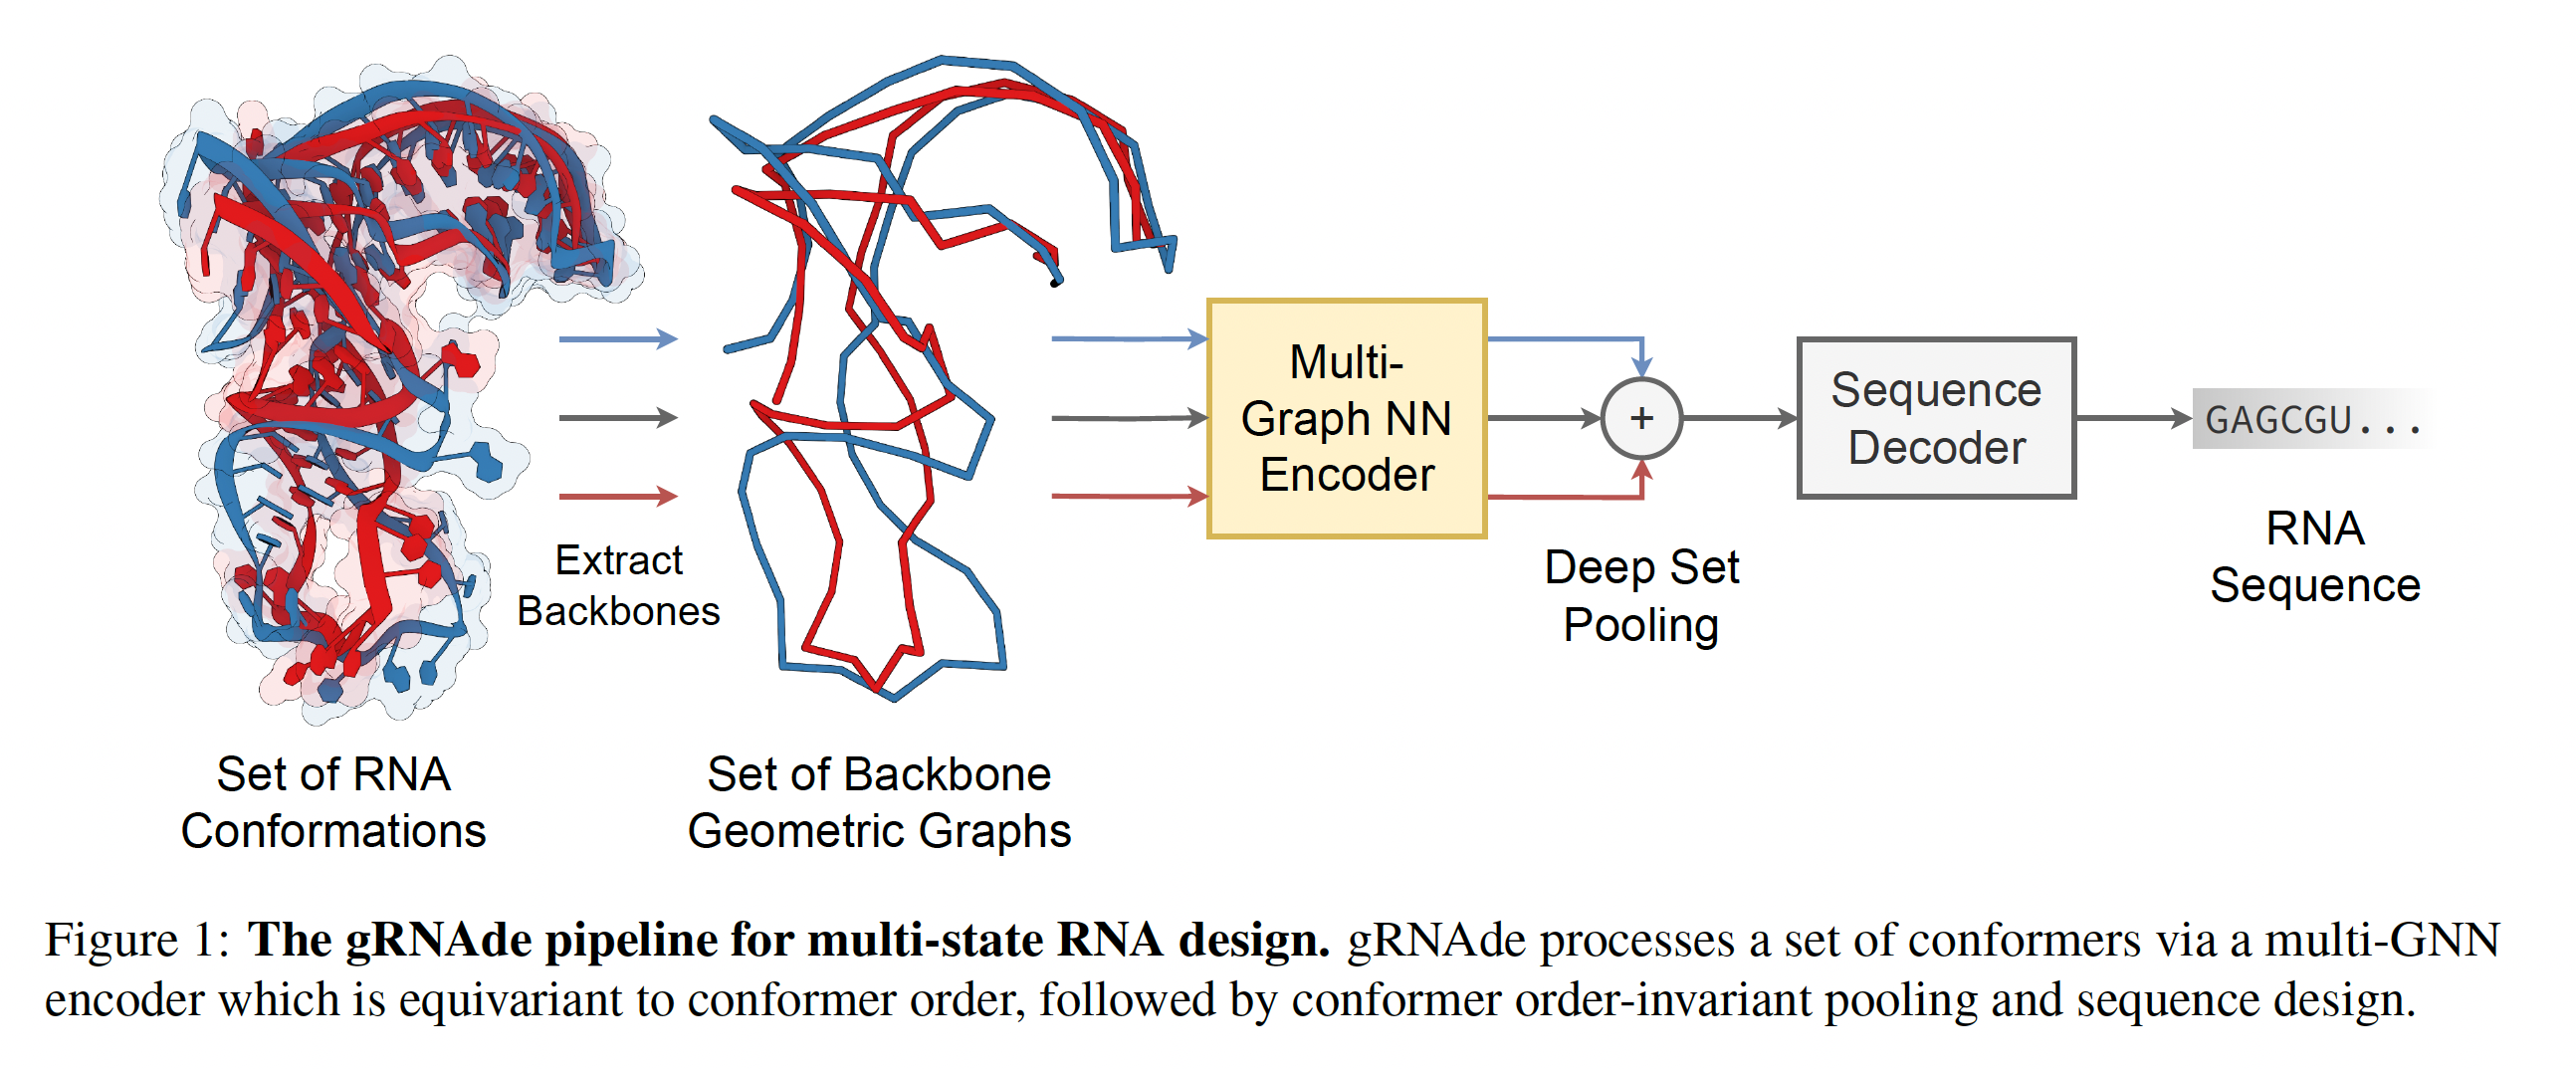 Extract
Backbones
Set of RNA
Conformations
Set of Backbone
Geometric Graphs
Multi-
Graph NN
Encoder
+
Deep Set
Pooling
Sequence
Decoder
GAGCGU...
RNA
Sequence
Figure 1: The gRNAde pipeline for multi-state RNA design. gRNAde processes a set of conformers via a multi-GNN
encoder which is equivariant to conformer order, followed by conformer order-invariant pooling and sequence design.